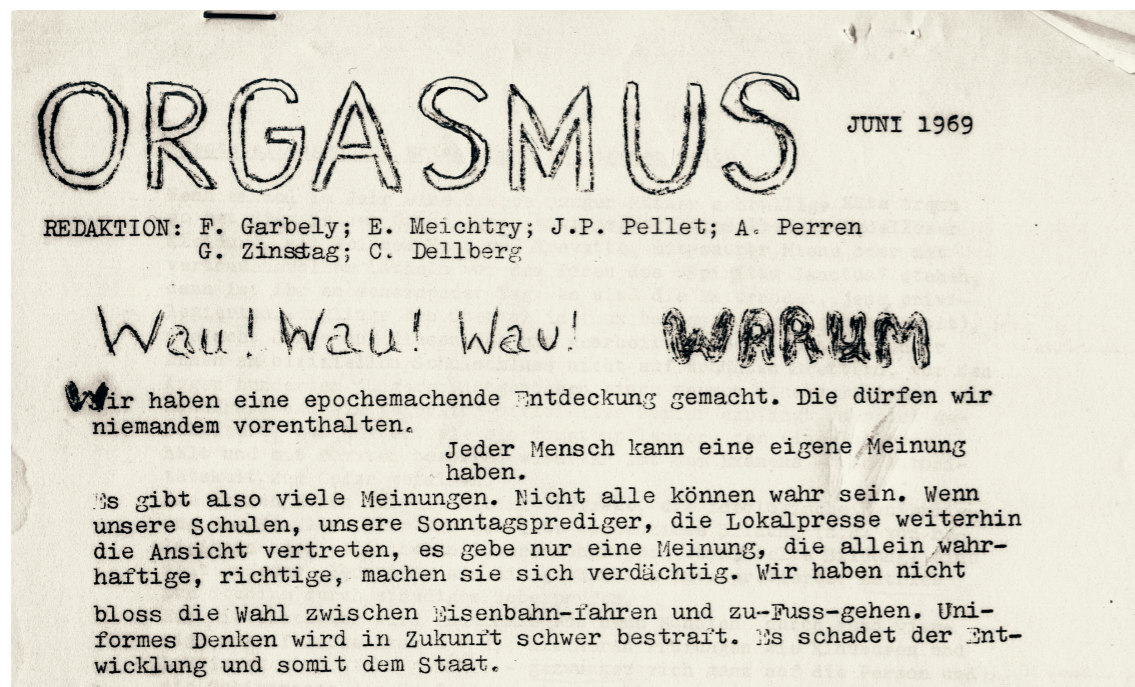 ORGASMUS
JUNI 1969
REDAKTION: F. Garbely; E. Meichtry; J.P. Pellet; A. Perren
G. Zinsstag; C. Dellberg
Wau! Wau! Wau! WARUM
Wir haben eine epochemachende Entdeckung gemacht. Die dürfen wir
niemandem vorenthalten.
Jeder Mensch kann eine eigene Meinung
haben.
Es gibt also viele Meinungen. Nicht alle können wahr sein. Wenn
unsere Schulen, unsere Sonntagsprediger, die Lokalpresse weiterhin
die Ansicht vertreten, es gebe nur eine Meinung, die allein wahr-
haftige, richtige, machen sie sich verdächtig. Wir haben nicht
bloss die Wahl zwischen Eisenbahn-fahren und zu-Fuss-gehen. Uni-
formes Denken wird in Zukunft schwer bestraft. Es schadet der Ent-
wicklung und somit dem Staat.